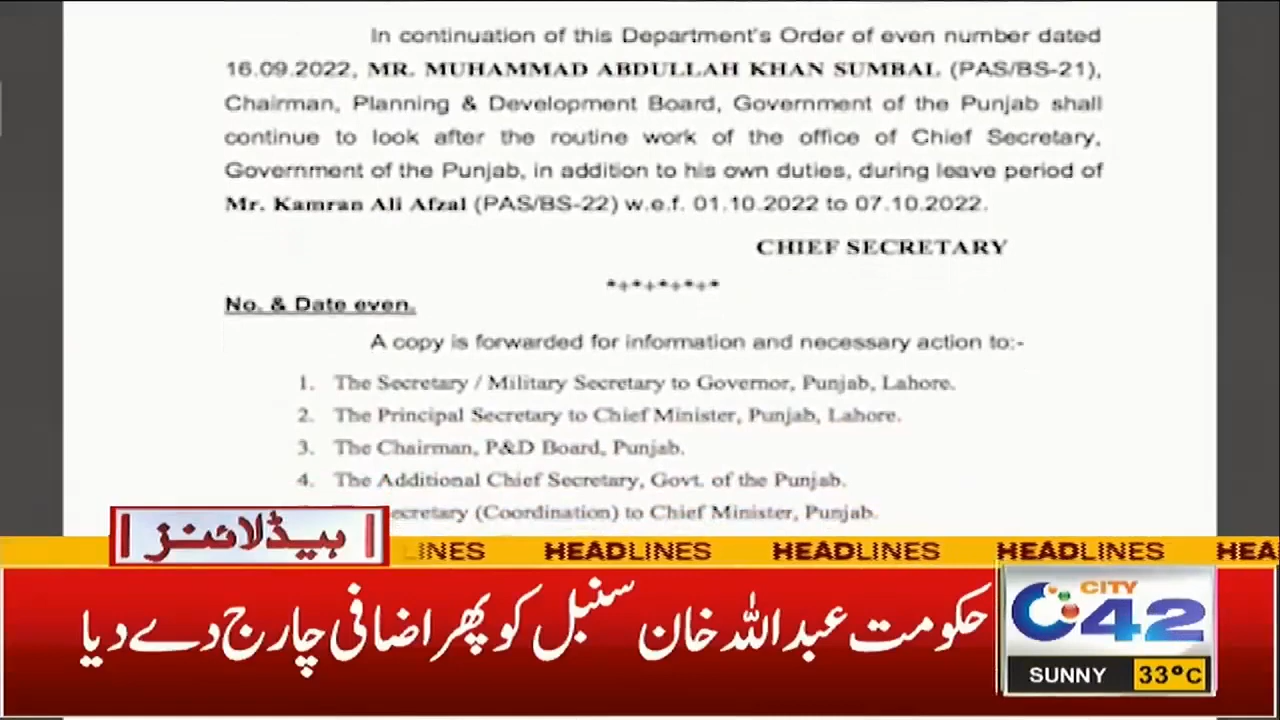 In continuation of this Department's Order of even number dated
16.09.2022, MR. MUHAMMAD ABDULLAH KHAN SUMBAL (PAS/BS-21),
Chairman, Planning & Development Board, Government of the Punjab shall
continue to look after the routine work of the office of Chief Secretary,
Government of the Punjab, in addition to his own duties, during leave period of
Mr. Kamran Ali Afzal (PAS/BS-22) w.e.f. 01.10.2022 to 07.10.2022.
CHIEF SECRETARY
*+*+*+*+*
No. & Date even.
A copy is forwarded for information and necessary action to:-
1. The Secretary / Military Secretary to Governor, Punjab, Lahore.
2. The Principal Secretary to Chief Minister, Punjab, Lahore.
3. The Chairman, P&D Board, Punjab.
4. The Additional Chief Secretary, Govt. of the Punjab.
ecretary (Coordination) to Chief Minister, Punjab.
ہیڈلائنز
LINES HEADLINES HEADLINES HEADLINES HEA
حکومت عبداللہ خان سنبل کو پھر اضافی چارج دے دیا
CITY
42
SUNNY 33°C